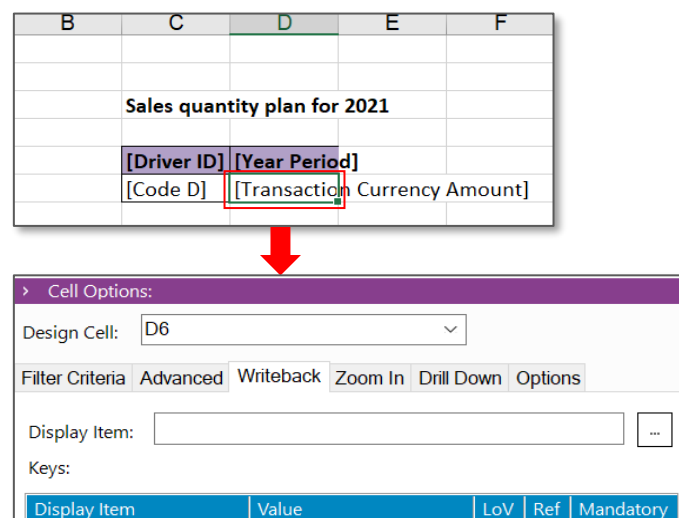 B C D E F
Sales quantity plan for 2021
[Driver ID] [Year Period]
[Code D] [Transaction Currency Amount]
> Cell Options:
Design Cell: D6
Filter Criteria Advanced Writeback Zoom In Drill Down Options
Display Item: ...
Keys:
Display Item Value LoV Ref Mandatory